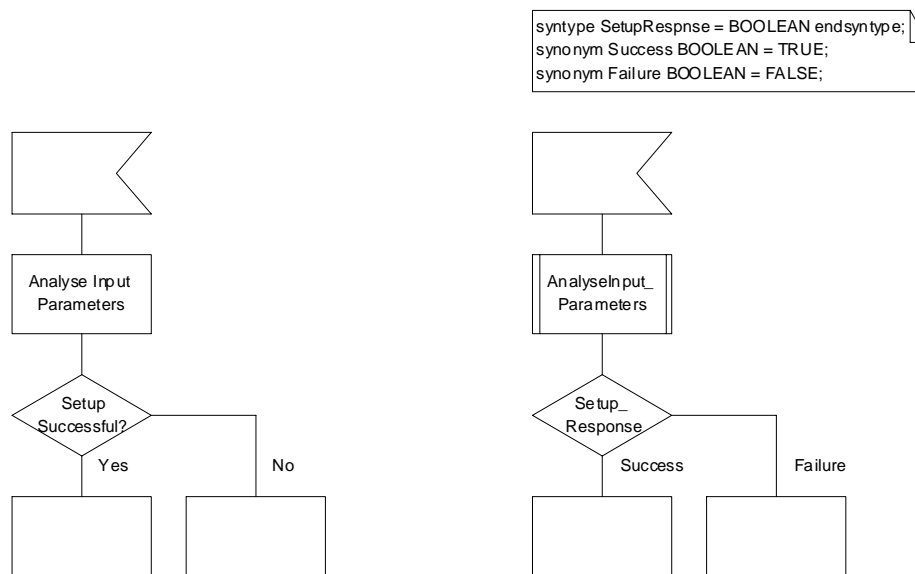 syntype SetupRespnse = BOOLEAN endsyntype;
synonym Success BOOLEAN = TRUE;
synonym Failure BOOLEAN = FALSE;
Analyse Input
Parameters
Setup
Successful?
Yes
No
AnalyseInput_
Parameters
Setup_
Response
Success
Failure